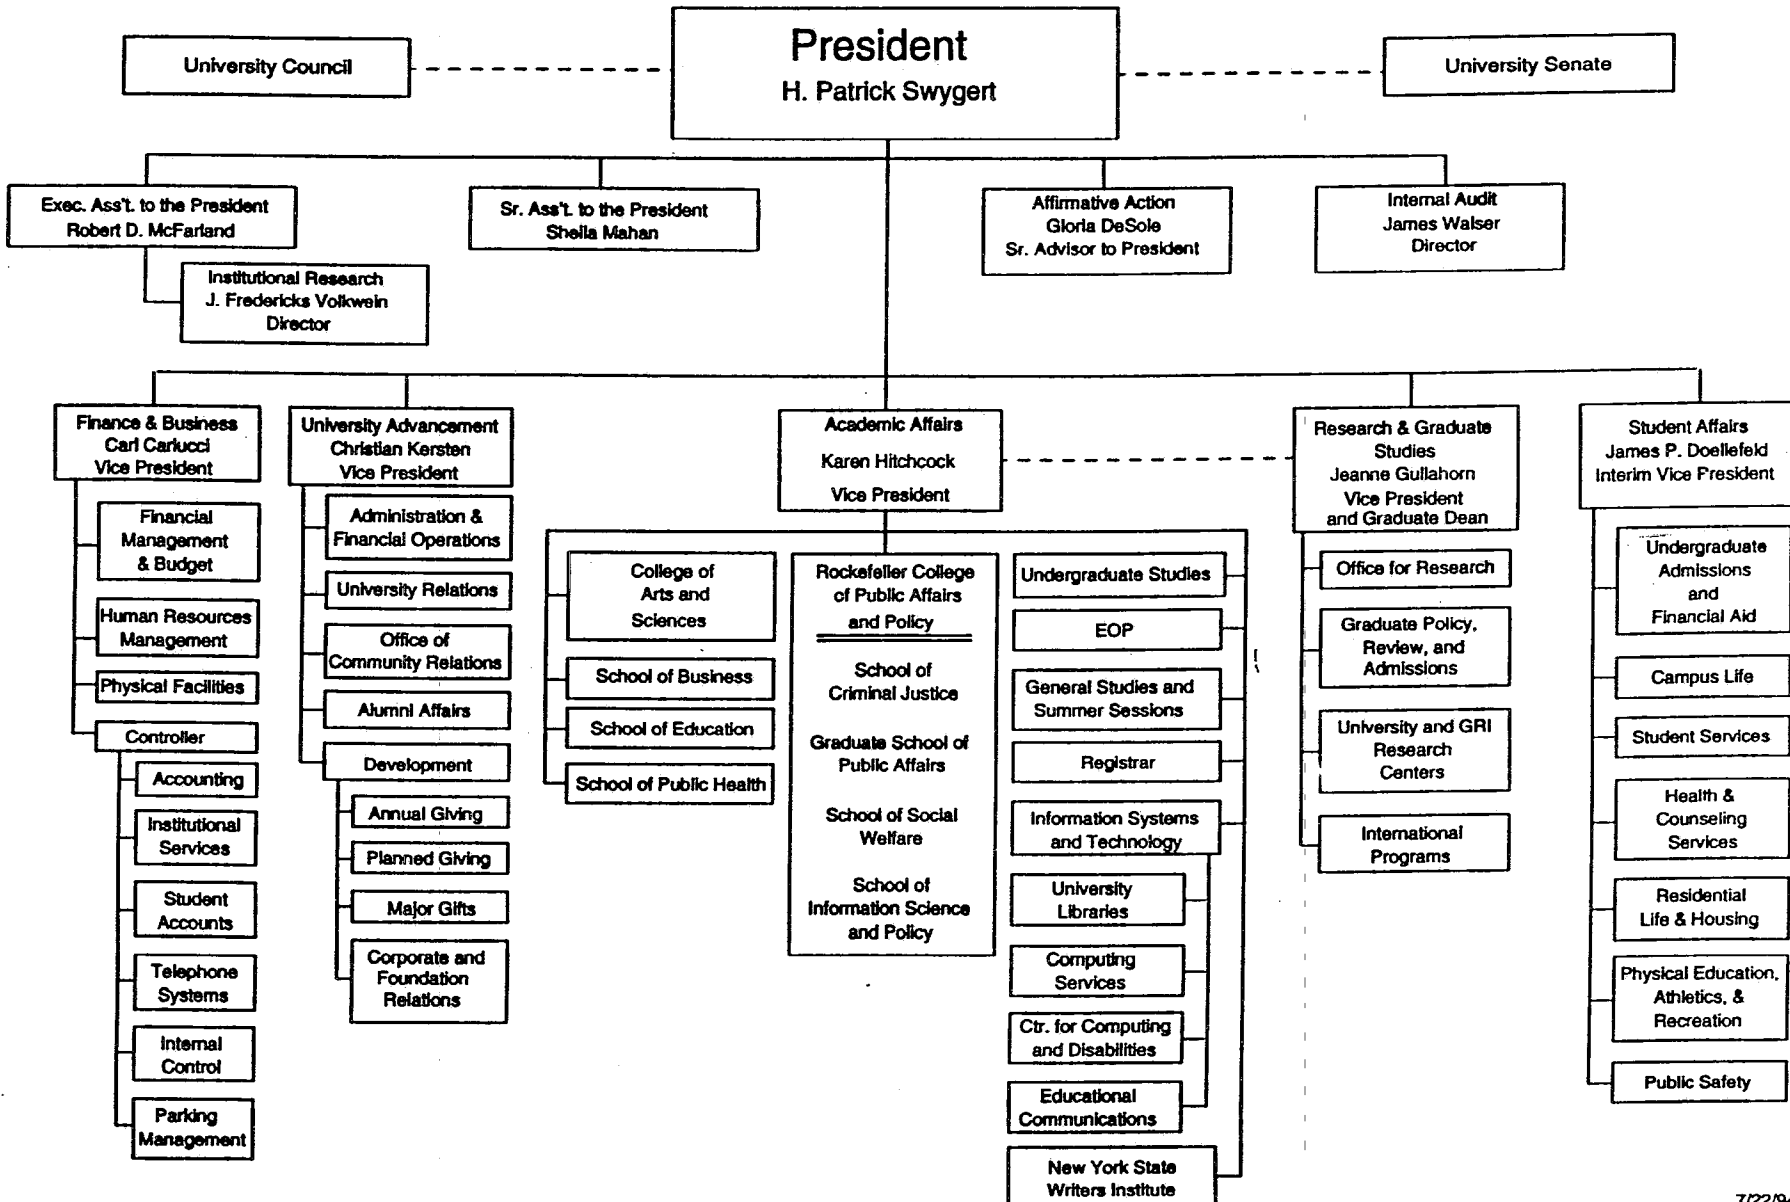 University Council
President
H. Patrick Swygert
University Senate
Exec. Ass't. to the President
Robert D. McFarland
Sr. Ass't. to the President
Sheila Mahan
Affirmative Action
Gloria DeSole
Sr. Advisor to President
Internal Audit
James Walser
Director
Institutional Research
J. Fredericks Volkwein
Director
Finance & Business
Carl Carlucci
Vice President
Financial
Management
& Budget
Human Resources
Management
Physical Facilities
Controller
Accounting
Institutional
Services
Student
Accounts
Telephone
Systems
Internal
Control
Parking
Management
University Advancement
Christian Kersten
Vice President
Administration &
Financial Operations
University Relations
Office of
Community Relations
Alumni Affairs
Development
Annual Giving
Planned Giving
Major Gifts
Corporate and
Foundation
Relations
Academic Affairs
Karen Hitchcock
Vice President
College of
Arts and
Sciences
School of Business
School of Education
School of Public Health
Rockefeller College
of Public Affairs
and Policy
School of
Criminal Justice
Graduate School of
Public Affairs
School of Social
Welfare
School of
Information Science
and Policy
Undergraduate Studies
EOP
General Studies and
Summer Sessions
Registrar
Information Systems
and Technology
University
Libraries
Computing
Services
Ctr. for Computing
and Disabilities
Educational
Communications
New York State
Writers Institute
Research & Graduate
Studies
Jeanne Gullahorn
Vice President
and Graduate Dean
Office for Research
Graduate Policy,
Review, and
Admissions
University and GRI
Research
Centers
International
Programs
Student Affairs
James P. Doellefeld
Interim Vice President
Undergraduate
Admissions
and
Financial Aid
Campus Life
Student Services
Health &
Counseling
Services
Residential
Life & Housing
Physical Education,
Athletics, &
Recreation
Public Safety